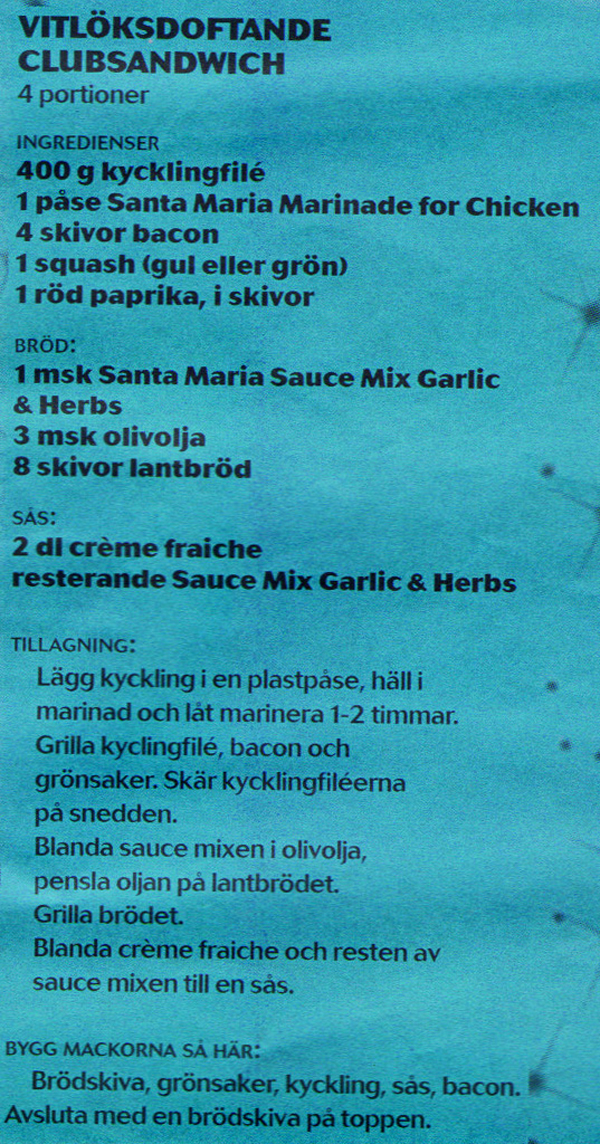 VITLÖKSDOFTANDE
CLUBSANDWICH
4 portioner
INGREDIENSER
400 g kycklingfilé
1 påse Santa Maria Marinade for Chicken
4 skivor bacon
1 squash (gul eller grön)
1 röd paprika, i skivor
BRÖD:
1 msk Santa Maria Sauce Mix Garlic
& Herbs
3 msk olivolja
8 skivor lantbröd
SÅS:
2 dl crème fraiche
resterande Sauce Mix Garlic & Herbs
TILLAGNING:
Lägg kyckling i en plastpåse, häll i
marinad och låt marinera 1-2 timmar.
Grilla kyclingfilé, bacon och
grönsaker. Skär kycklingfiléerna
på snedden.
Blanda sauce mixen i olivolja,
pensla oljan på lantbrödet.
Grilla brödet.
Blanda crème fraiche och resten av
sauce mixen till en sås.
BYGG MACKORNA SÅ HÄR:
Brödskiva, grönsaker, kyckling, sås, bacon.
Avsluta med en brödskiva på toppen.